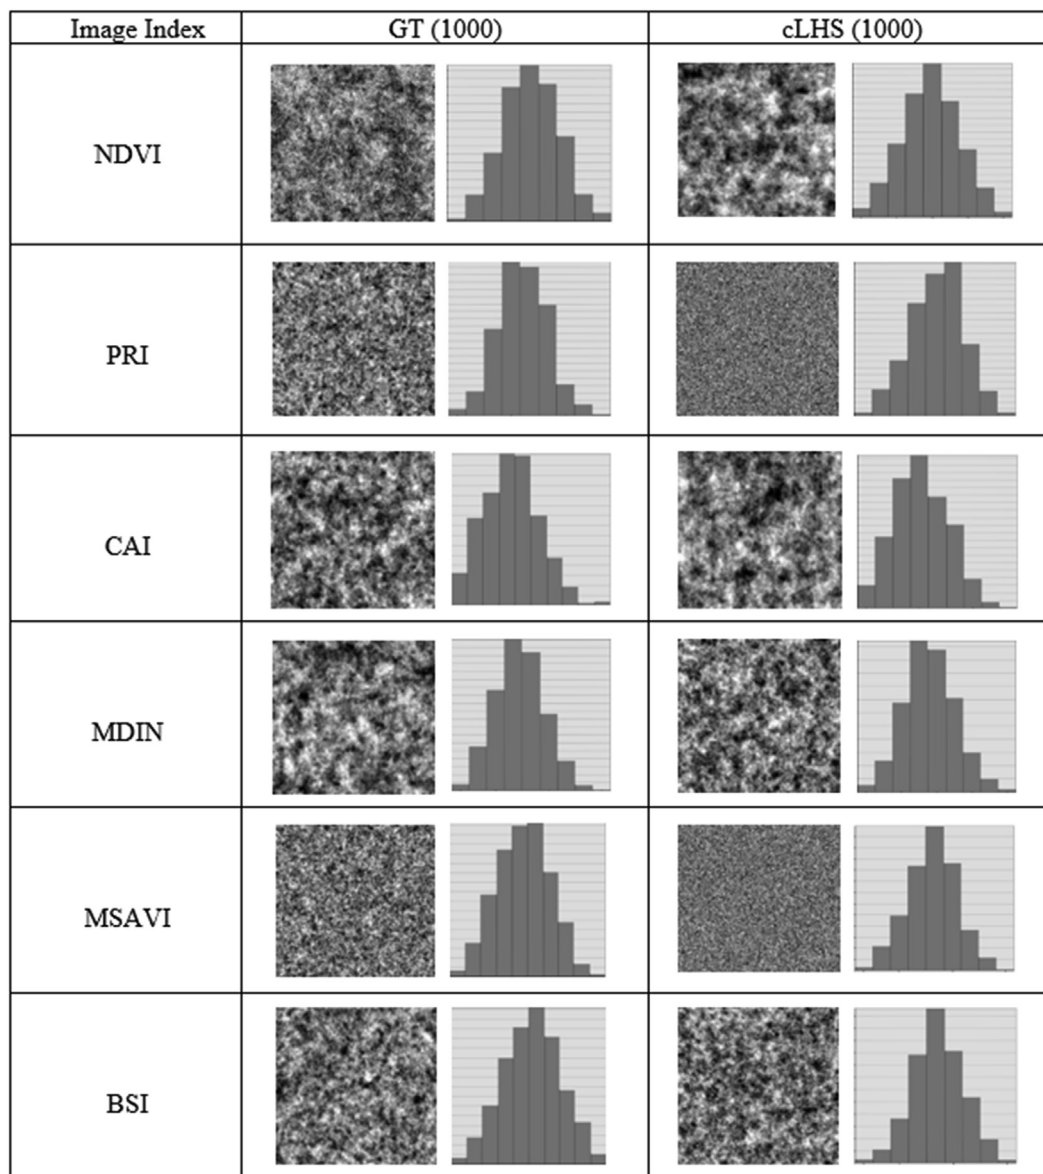 Image Index GT (1000) cLHS (1000)
NDVI
PRI
CAI
MDIN
MSAVI
BSI